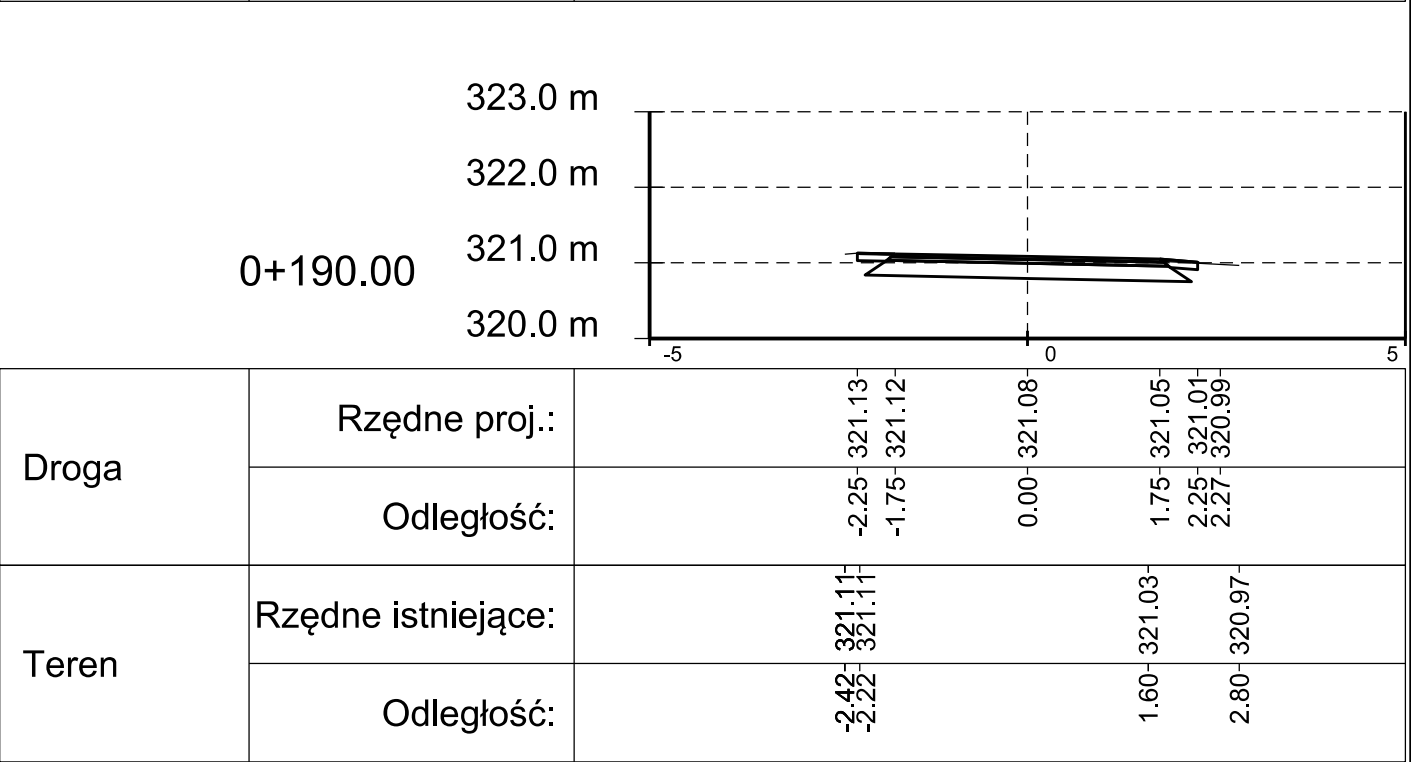 323.0 m
322.0 m
321.0 m
0+190.00
320.0 m
-5 0 5
Droga
Rzędne proj.: 321.13 321.12 321.08 321.05 321.01 320.99
Odległość: -2.25 -1.75 0.00 1.75 2.25 2.27
Teren
Rzędne istniejące: 321.11 321.11 321.03 320.97
Odległość: -2.42 -2.22 1.60 2.80